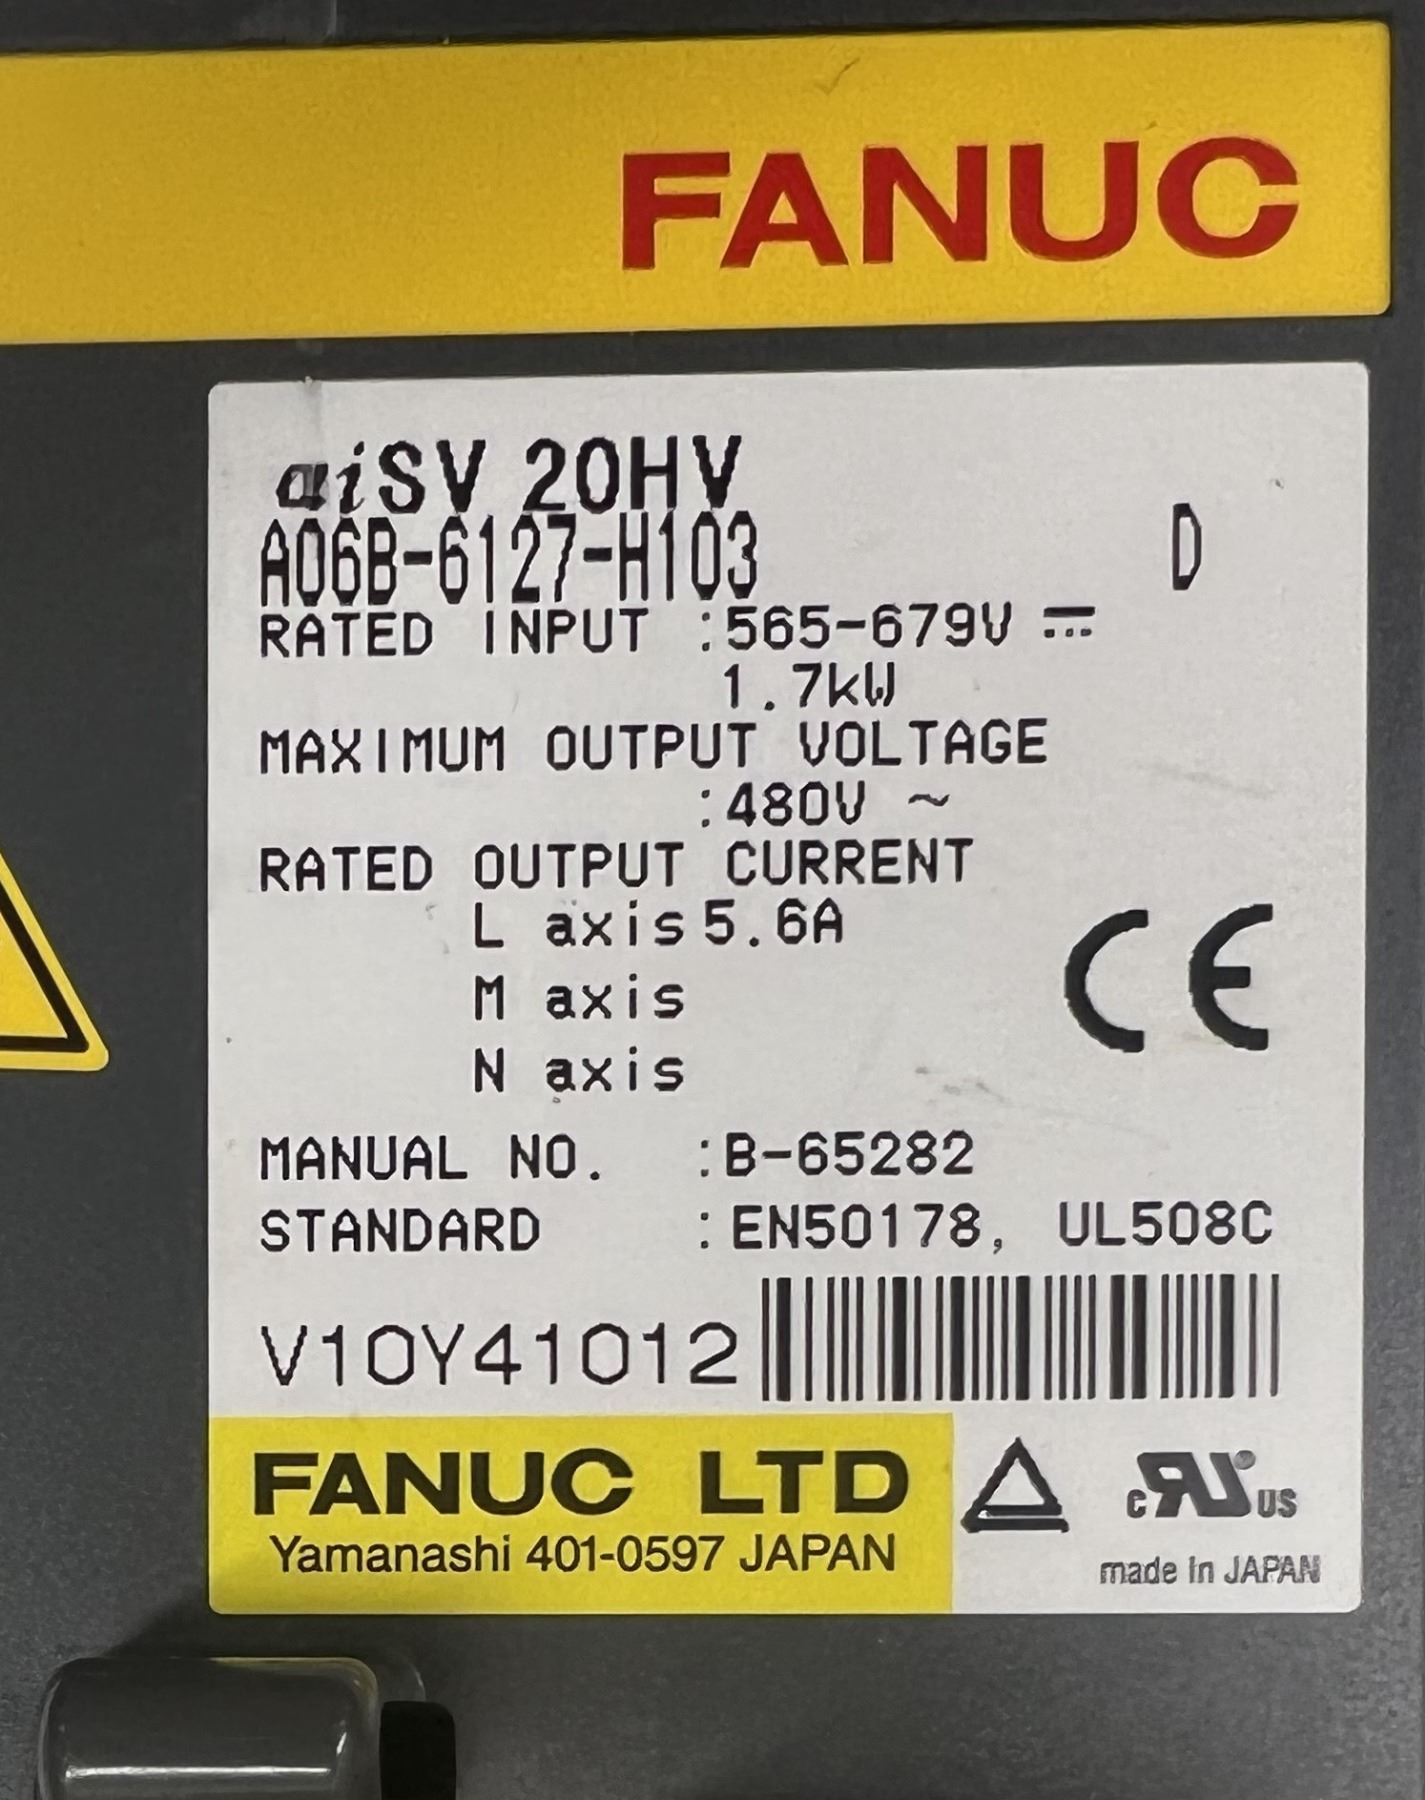 FANUC
αiSV 20HV
A06B-6127-H103 D
RATED INPUT :565-679V ⎓
1.7kW
MAXIMUM OUTPUT VOLTAGE
:480V ~
RATED OUTPUT CURRENT
L axis 5.6A
M axis
N axis
CE
MANUAL NO. :B-65282
STANDARD :EN50178, UL508C
V10Y41012
FANUC LTD
Yamanashi 401-0597 JAPAN
c RU US
made in JAPAN